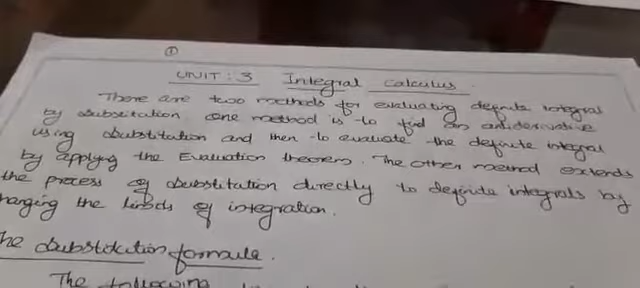 ①
UNIT : 3 Integral Calculus.
There are two methods for evaluating definite integral
by substitution one method is to find an antiderivative
using substitution and then to evaluate the definite integral
by applying the Evaluation theorem. The other method extends
the process of substitution directly to definite integrals by
hanging the limits of integration.
he substitution formula.
The following